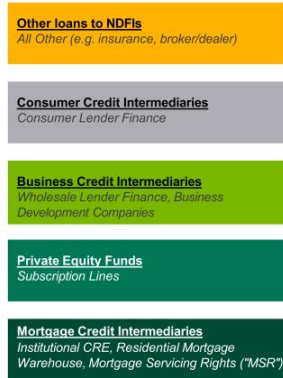 Other loans to NDFIs
All Other (e.g. insurance, broker/dealer)
Consumer Credit Intermediaries
Consumer Lender Finance
Business Credit Intermediaries
Wholesale Lender Finance, Business
Development Companies
Private Equity Funds
Subscription Lines
Mortgage Credit Intermediaries
Institutional CRE, Residential Mortgage
Warehouse, Mortgage Servicing Rights ("MSR")